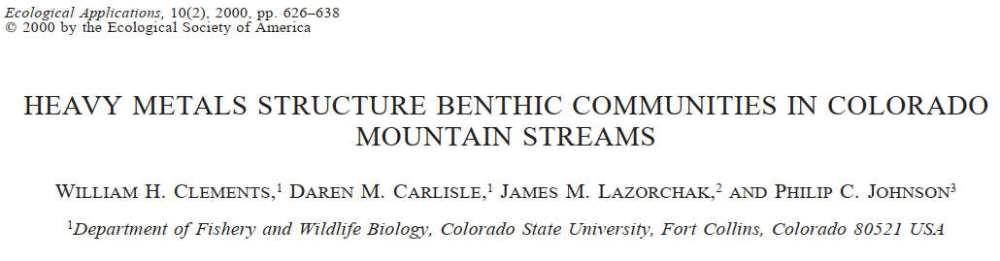 Ecological Applications, 10(2), 2000, pp. 626–638
© 2000 by the Ecological Society of America
HEAVY METALS STRUCTURE BENTHIC COMMUNITIES IN COLORADO
MOUNTAIN STREAMS
WILLIAM H. CLEMENTS,1 DAREN M. CARLISLE,1 JAMES M. LAZORCHAK,2 AND PHILIP C. JOHNSON3
1Department of Fishery and Wildlife Biology, Colorado State University, Fort Collins, Colorado 80521 USA